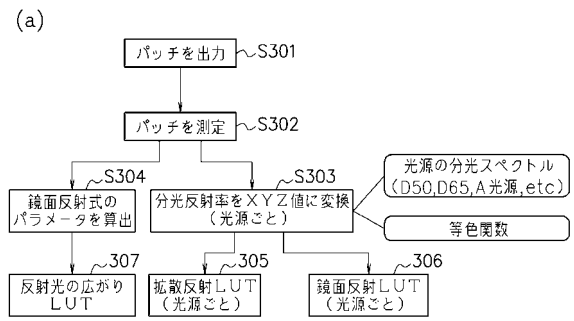 (a)
パッチを出力
S301
パッチを測定
S302
S304
鏡面反射式の
パラメータを算出
S303
分光反射率をXYZ値に変換
(光源ごと)
光源の分光スペクトル
(D50,D65,A光源,etc)
等色関数
307
反射光の広がり
LUT
305
拡散反射LUT
(光源ごと)
306
鏡面反射LUT
(光源ごと)